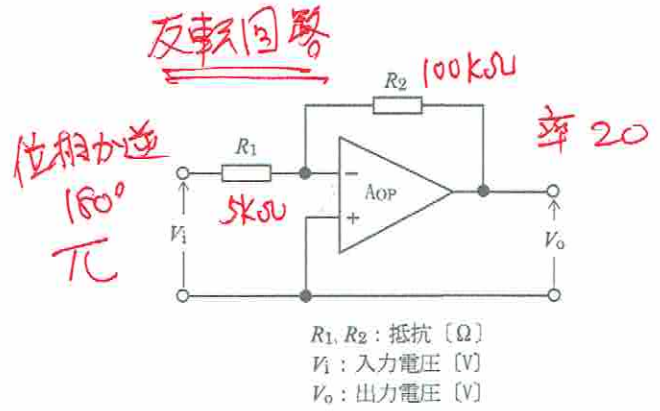 反転回路
R₂ 100kΩ
位相が逆
180°
π
R₁
5kΩ
率 20
−
+
AOP
Vi
Vo
R₁, R₂ : 抵抗 〔Ω〕
Vi : 入力電圧 〔V〕
Vo : 出力電圧 〔V〕